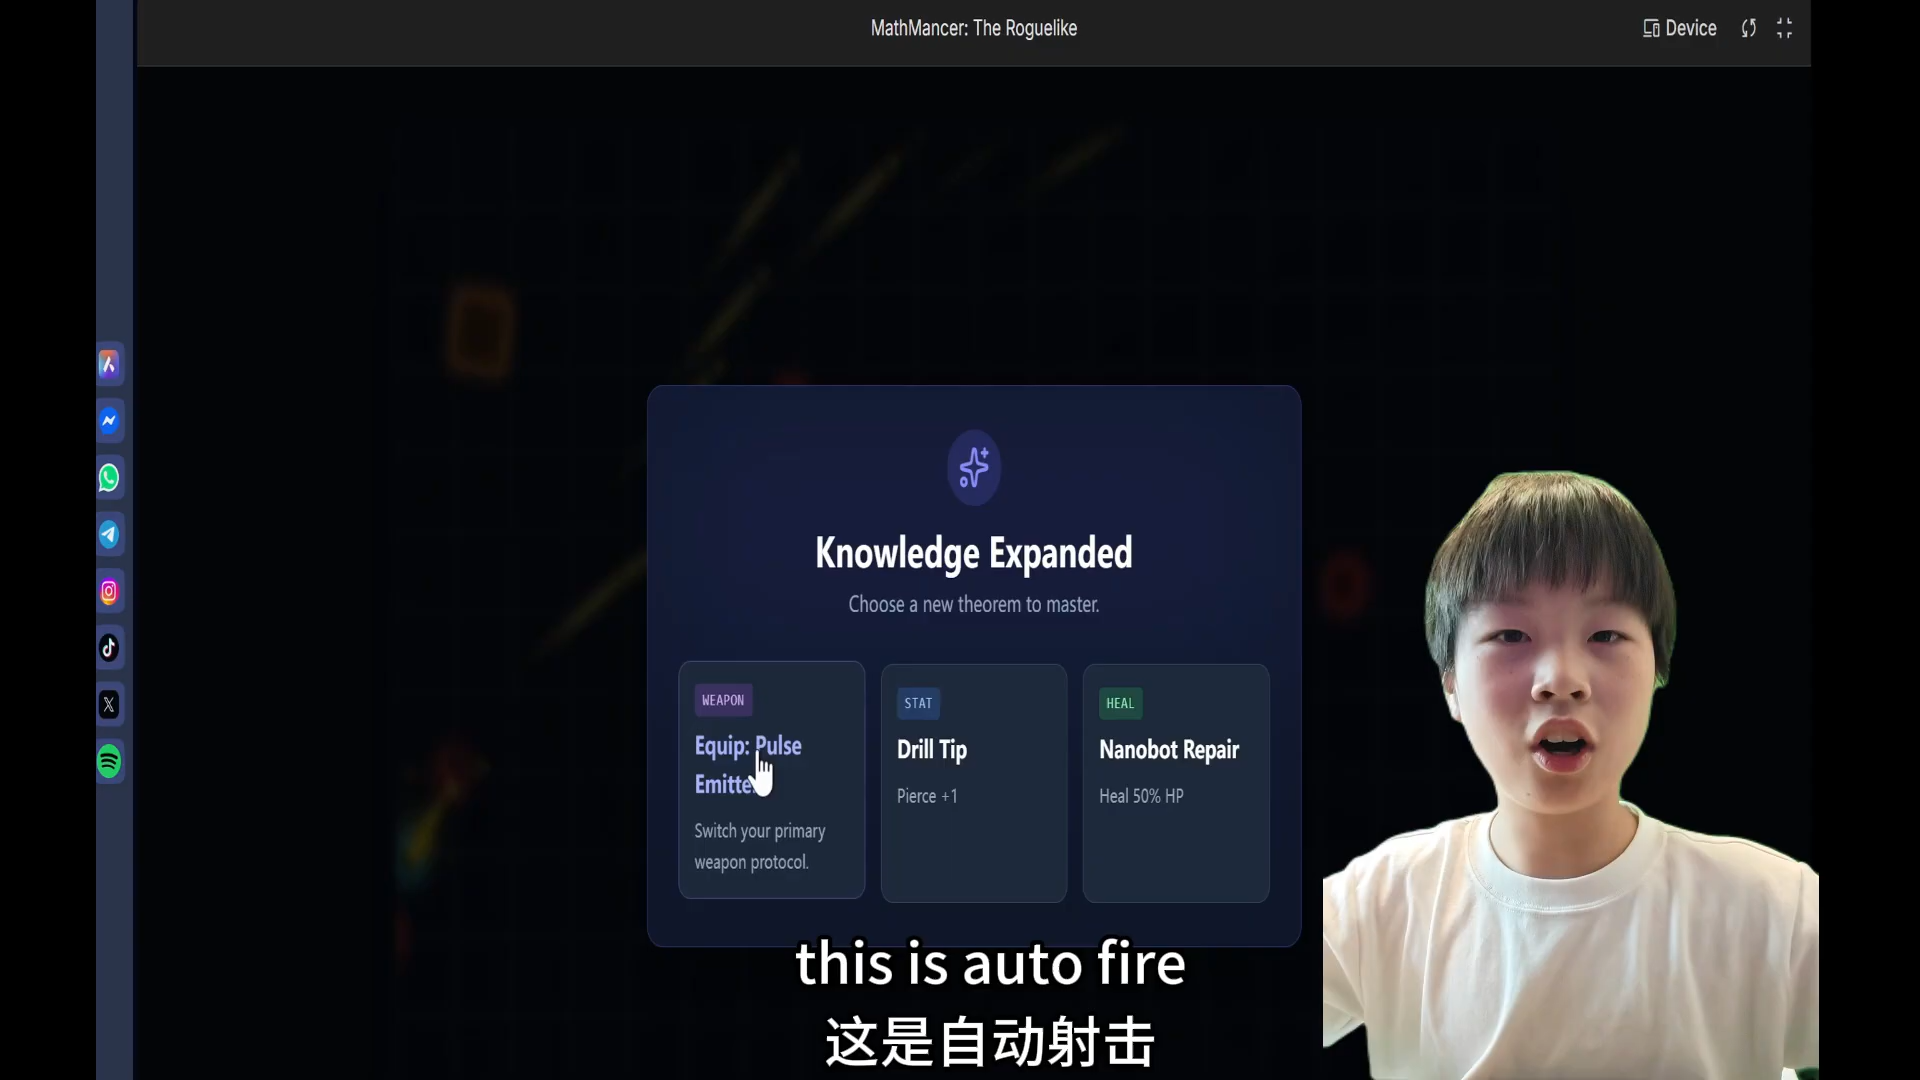 MathMancer: The Roguelike
Device
Knowledge Expanded
Choose a new theorem to master.
WEAPON
Equip: Pulse
Switch your primary
weapon protocol.
STAT
Drill Tip
Pierce +1
HEAL
Nanobot Repair
Heal 50% HP
this is auto fire
这是自动射击